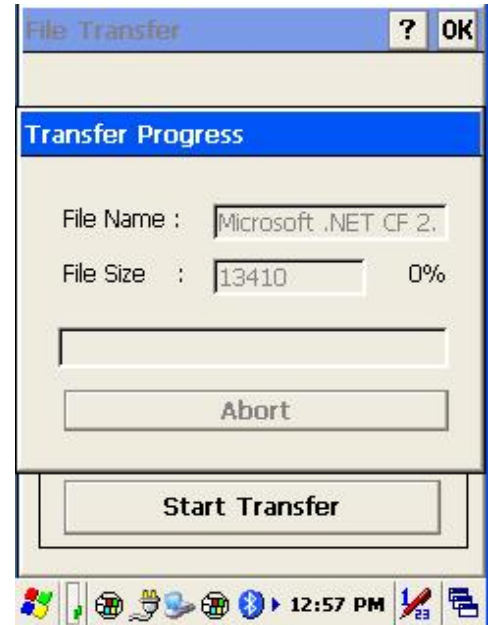 File Transfer ? OK
Transfer Progress
File Name : Microsoft .NET CF 2.
File Size : 13410 0%
Abort
Start Transfer
12:57 PM 123